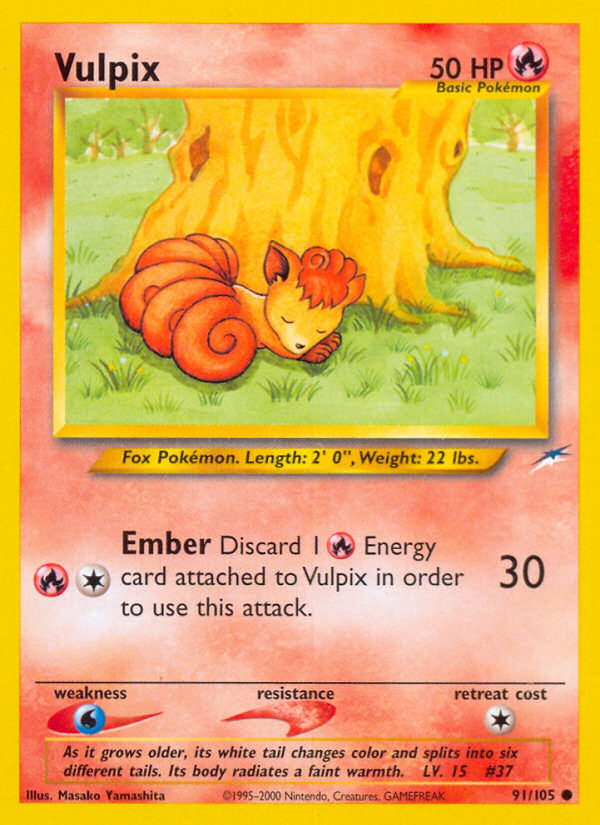 Vulpix
50 HP
Basic Pokémon
Fox Pokémon. Length: 2' 0", Weight: 22 lbs.
Ember Discard 1 Energy
card attached to Vulpix in order
to use this attack.
30
weakness resistance retreat cost
As it grows older, its white tail changes color and splits into six
different tails. Its body radiates a faint warmth. LV. 15 #37
Illus. Masako Yamashita ©1995–2000 Nintendo, Creatures, GAMEFREAK 91/105